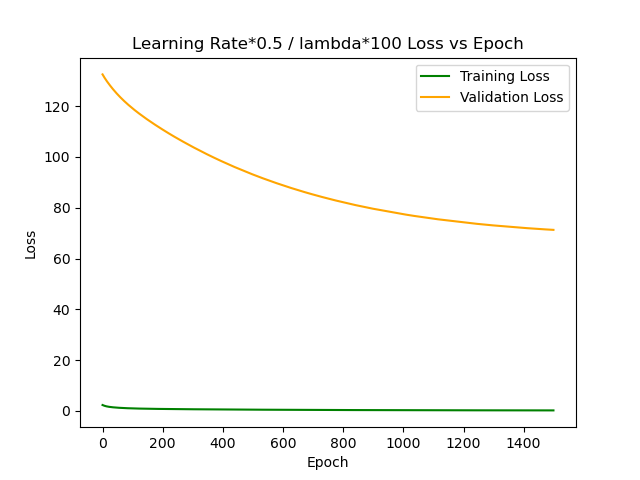 Learning Rate*0.5 / lambda*100 Loss vs Epoch
Training Loss
Validation Loss
Loss
120
100
80
60
40
20
0
0 200 400 600 800 1000 1200 1400
Epoch